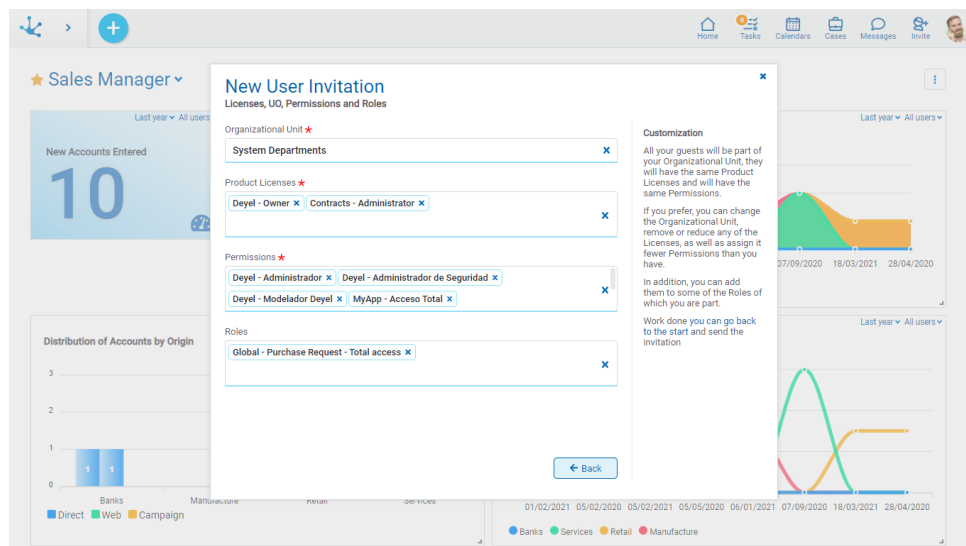 Home
Tasks
Calendars
Cases
Messages
Invite
Sales Manager
Last year All users
New Accounts Entered
10
New User Invitation
Licenses, UO, Permissions and Roles
Organizational Unit *
System Departments
Product Licenses *
Deyel - Owner × Contracts - Administrator ×
Permissions *
Deyel - Administrador × Deyel - Administrador de Seguridad ×
Deyel - Modelador Deyel × MyApp - Acceso Total ×
Roles
Global - Purchase Request - Total access ×
Back
Customization
All your guests will be part of
your Organizational Unit, they
will have the same Product
Licenses and will have the
same Permissions.
If you prefer, you can change
the Organizational Unit,
remove or reduce any of the
Licenses, as well as assign it
fewer Permissions than you
have.
In addition, you can add
them to some of the Roles of
which you are part.
Work done you can go back
to the start and send the
invitation
Last year All users
07/09/2020 18/03/2021 28/04/2020
Distribution of Accounts by Origin
3
2
1
0
1 1
Banks Manufacture Retail Services
Direct Web Campaign
Last year All users
01/02/2021 05/02/2020 05/02/2021 05/05/2020 06/01/2021 07/09/2020 18/03/2021 28/04/2020
Banks Services Retail Manufacture